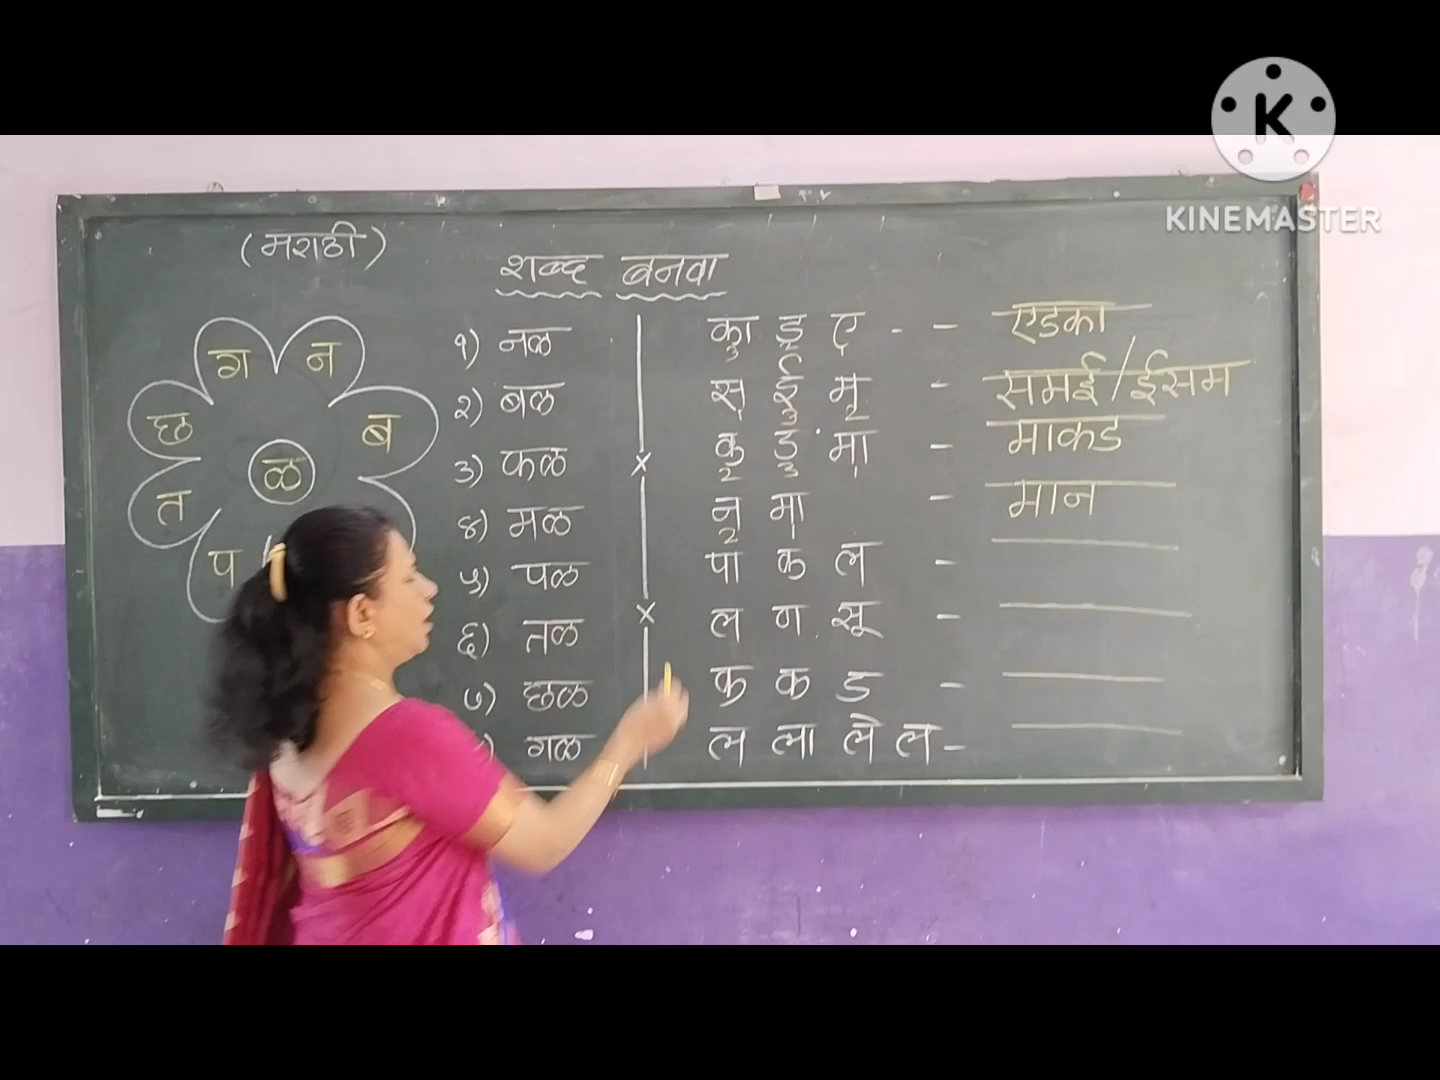 KINEMASTER
(मराठी)
शब्द बनवा
ग न
छ ब
ळ
त
प
१) नळ
२) बळ
३) फळ
४) मळ
५) पळ
६) तळ
७) छळ
) गळ
का ड ए - - एडका
स ई म - समई/ईसम
क ड मा - माकड
न मा - मान
पा क ल -
ल ण सू -
क क ड -
ल ला ले ल -